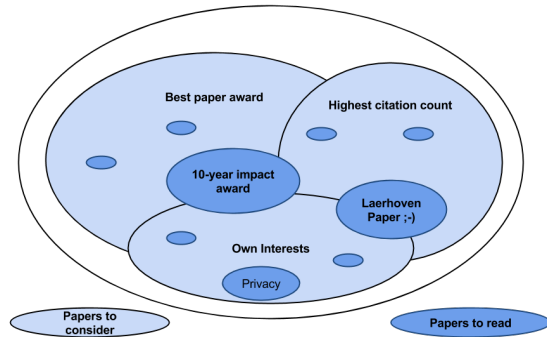 Best paper award
Highest citation count
10-year impact
award
Laerhoven
Paper ;-)
Own Interests
Privacy
Papers to
consider
Papers to read